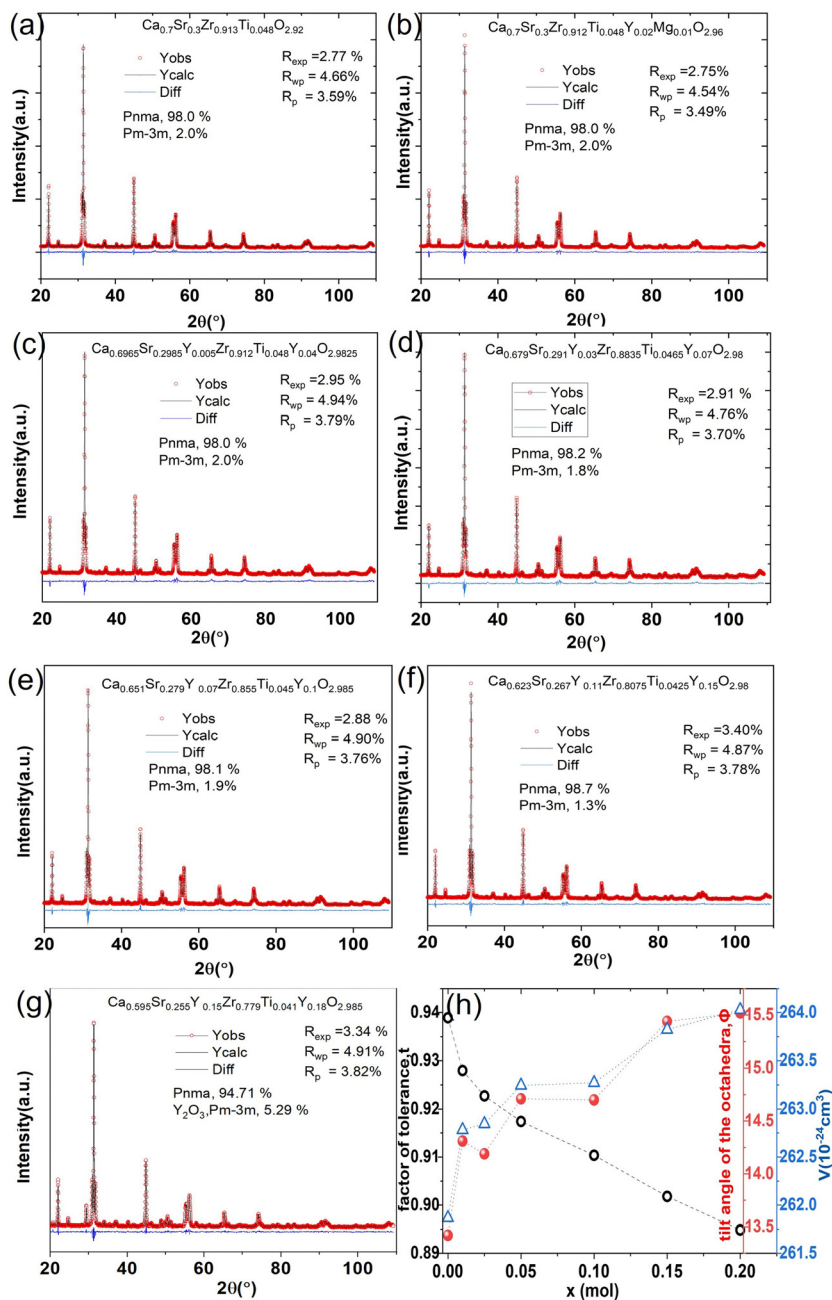 (a)
Ca0.7Sr0.3Zr0.913Ti0.048O2.92
Yobs
Ycalc
Diff
Rexp =2.77 %
Rwp = 4.66%
Rp = 3.59%
Pnma, 98.0 %
Pm-3m, 2.0%
Intensity(a.u.)
20 40 60 80 100
2θ(°)
(b)
Ca0.7Sr0.3Zr0.912Ti0.048Y0.02Mg0.01O2.96
Yobs
Ycalc
Diff
Rexp =2.75%
Rwp = 4.54%
Rp = 3.49%
Pnma, 98.0 %
Pm-3m, 2.0%
Intensity(a.u.)
20 40 60 80 100
2θ(°)
(c)
Ca0.6965Sr0.2985Y0.005Zr0.912Ti0.048Y0.04O2.9825
Yobs
Ycalc
Diff
Rexp =2.95 %
Rwp = 4.94%
Rp = 3.79%
Pnma, 98.0 %
Pm-3m, 2.0%
Intensity(a.u.)
20 40 60 80 100
2θ(°)
(d)
Ca0.679Sr0.291Y0.03Zr0.8835Ti0.0465Y0.07O2.98
Yobs
Ycalc
Diff
Rexp =2.91 %
Rwp = 4.76%
Rp = 3.70%
Pnma, 98.2 %
Pm-3m, 1.8%
Intensity(a.u.)
20 40 60 80 100
2θ(°)
(e)
Ca0.651Sr0.279Y 0.07Zr0.855Ti0.045Y0.1O2.985
Yobs
Ycalc
Diff
Rexp =2.88 %
Rwp = 4.90%
Rp = 3.76%
Pnma, 98.1 %
Pm-3m, 1.9%
Intensity(a.u.)
20 40 60 80 100
2θ(°)
(f)
Ca0.623Sr0.267Y 0.11Zr0.8075Ti0.0425Y0.15O2.98
Yobs
Ycalc
Diff
Rexp =3.40%
Rwp = 4.87%
Rp = 3.78%
Pnma, 98.7 %
Pm-3m, 1.3%
Intensity(a.u.)
20 40 60 80 100
2θ(°)
(g)
Ca0.595Sr0.255Y 0.15Zr0.779Ti0.041Y0.18O2.985
Yobs
Ycalc
Diff
Rexp =3.34 %
Rwp = 4.91%
Rp = 3.82%
Pnma, 94.71 %
Y2O3,Pm-3m, 5.29 %
Intensity(a.u.)
20 40 60 80 100
2θ(°)
(h)
factor of tolerance,t
0.94
0.93
0.92
0.91
0.90
0.89
0.00 0.05 0.10 0.15 0.20
x (mol)
tilt angle of the octahedra,Φ
15.5
15.0
14.5
14.0
13.5
V(10-24cm3)
264.0
263.5
263.0
262.5
262.0
261.5